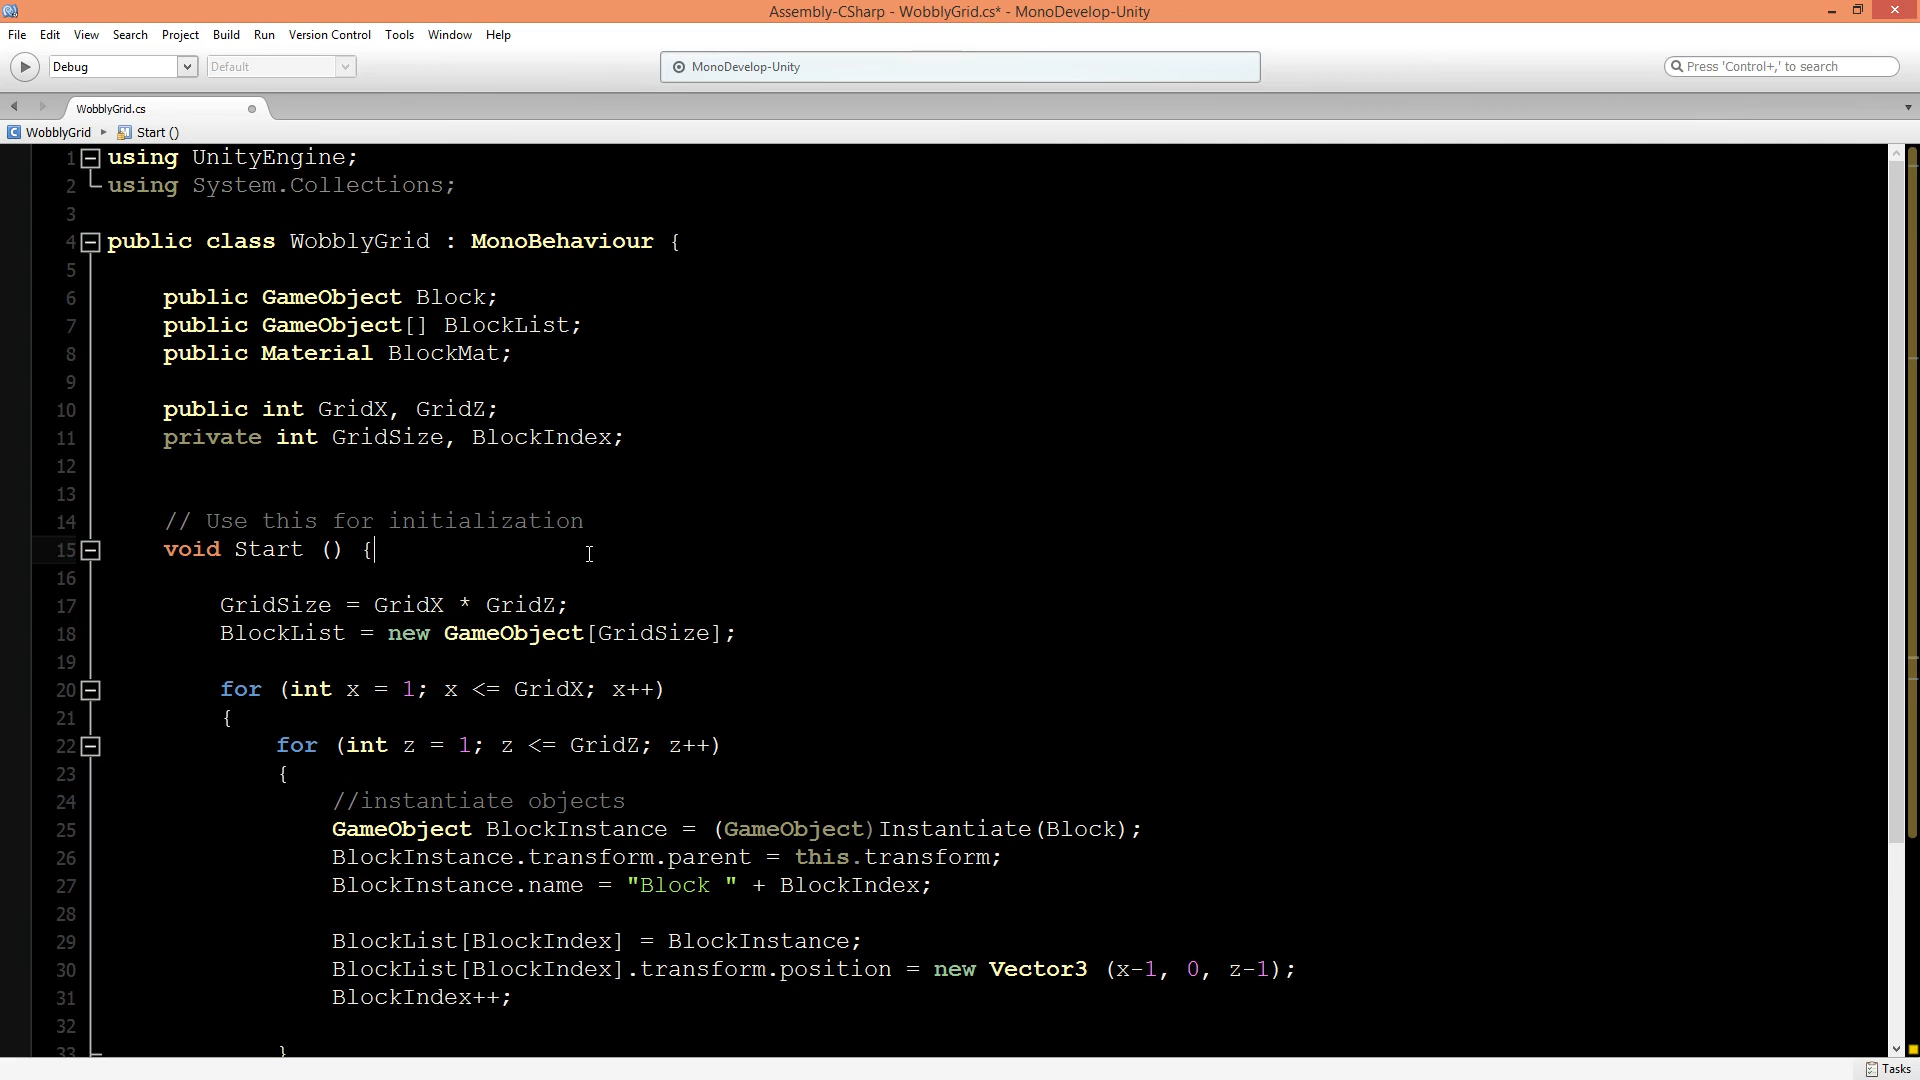 Assembly-CSharp - WobblyGrid.cs* - MonoDevelop-Unity
File Edit View Search Project Build Run Version Control Tools Window Help
Debug Default MonoDevelop-Unity Press 'Control+,' to search
WobblyGrid.cs
WobblyGrid Start ()
1 using UnityEngine;
2 using System.Collections;
3
4 public class WobblyGrid : MonoBehaviour {
5
6 public GameObject Block;
7 public GameObject[] BlockList;
8 public Material BlockMat;
9
10 public int GridX, GridZ;
11 private int GridSize, BlockIndex;
12
13
14 // Use this for initialization
15 void Start () {
16
17 GridSize = GridX * GridZ;
18 BlockList = new GameObject[GridSize];
19
20 for (int x = 1; x <= GridX; x++)
21 {
22 for (int z = 1; z <= GridZ; z++)
23 {
24 //instantiate objects
25 GameObject BlockInstance = (GameObject)Instantiate(Block);
26 BlockInstance.transform.parent = this.transform;
27 BlockInstance.name = "Block " + BlockIndex;
28
29 BlockList[BlockIndex] = BlockInstance;
30 BlockList[BlockIndex].transform.position = new Vector3 (x-1, 0, z-1);
31 BlockIndex++;
32
33 }
Tasks